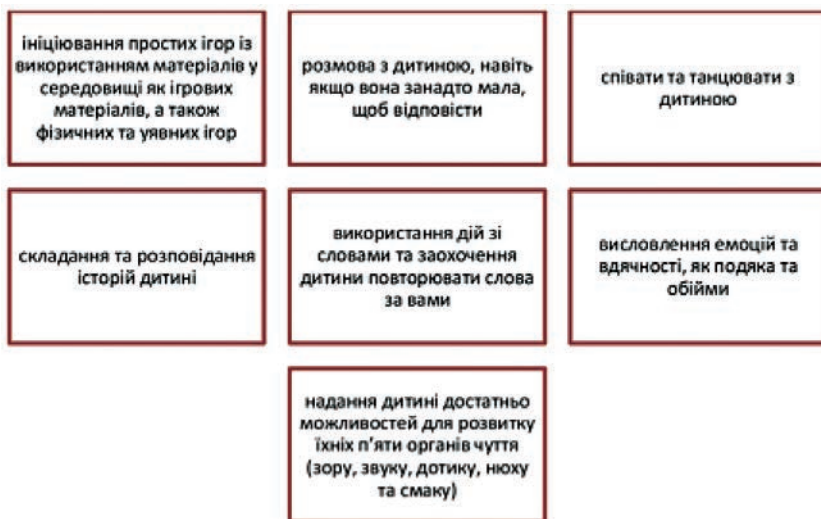 ініціювання простих ігор із
використанням матеріалів у
середовищі як ігрових
матеріалів, а також
фізичних та уявних ігор
розмова з дитиною, навіть
якщо вона занадто мала,
щоб відповісти
співати та танцювати з
дитиною
складання та розповідання
історій дитині
використання дій зі
словами та заохочення
дитини повторювати слова
за вами
висловлення емоцій та
вдячності, як подяка та
обійми
надання дитині достатньо
можливостей для розвитку
їхніх п’яти органів чуття
(зору, звуку, дотику, нюху
та смаку)